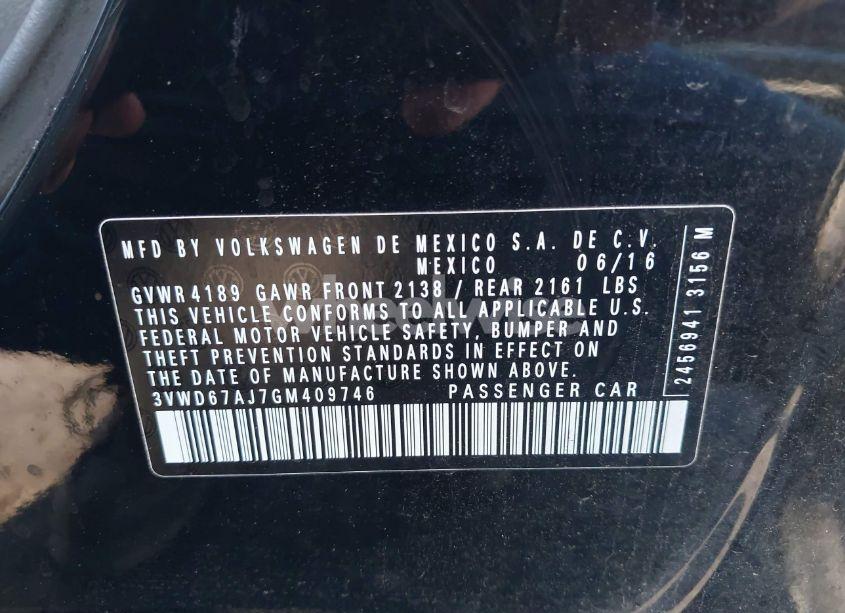 MFD BY VOLKSWAGEN DE MEXICO S.A. DE C.V.
MEXICO 06/16
GVWR 4189 GAWR FRONT 2138 / REAR 2161 LBS
THIS VEHICLE CONFORMS TO ALL APPLICABLE U.S.
FEDERAL MOTOR VEHICLE SAFETY, BUMPER AND
THEFT PREVENTION STANDARDS IN EFFECT ON
THE DATE OF MANUFACTURE SHOWN ABOVE.
3VWD67AJ7GM409746 PASSENGER CAR
2456941 3156 M